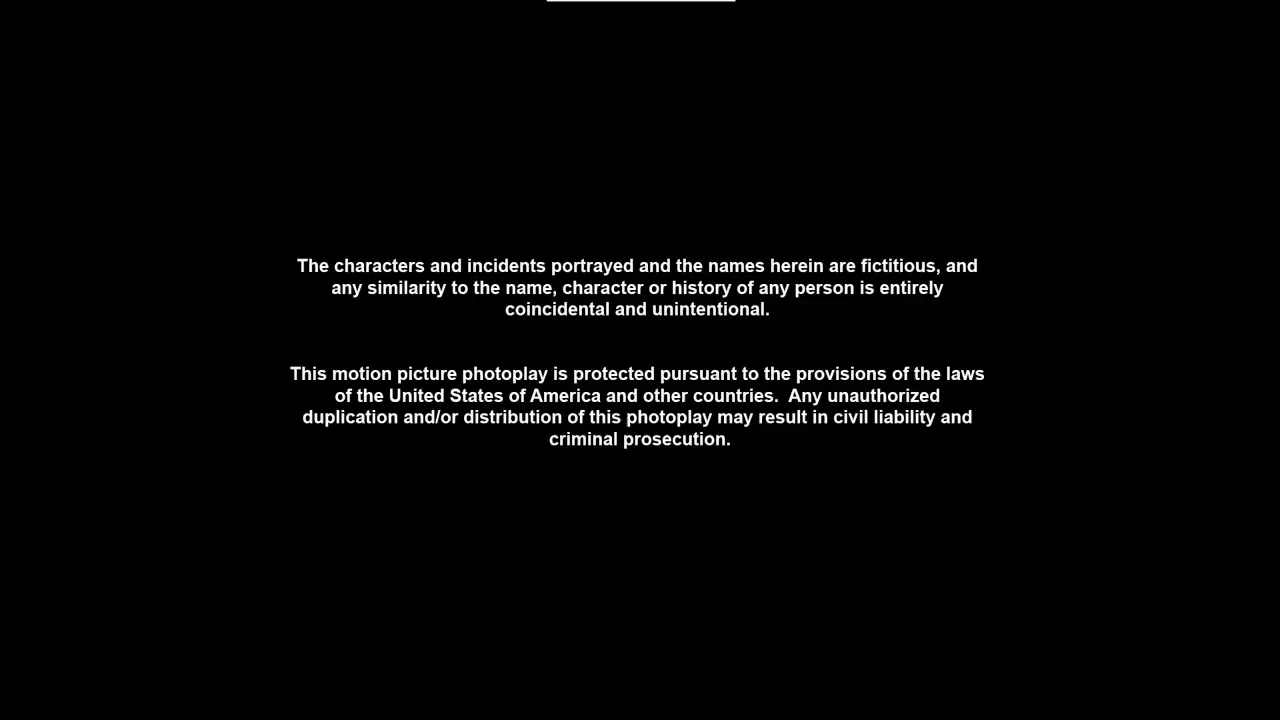 The characters and incidents portrayed and the names herein are fictitious, and
any similarity to the name, character or history of any person is entirely
coincidental and unintentional.
This motion picture photoplay is protected pursuant to the provisions of the laws
of the United States of America and other countries.  Any unauthorized
duplication and/or distribution of this photoplay may result in civil liability and
criminal prosecution.